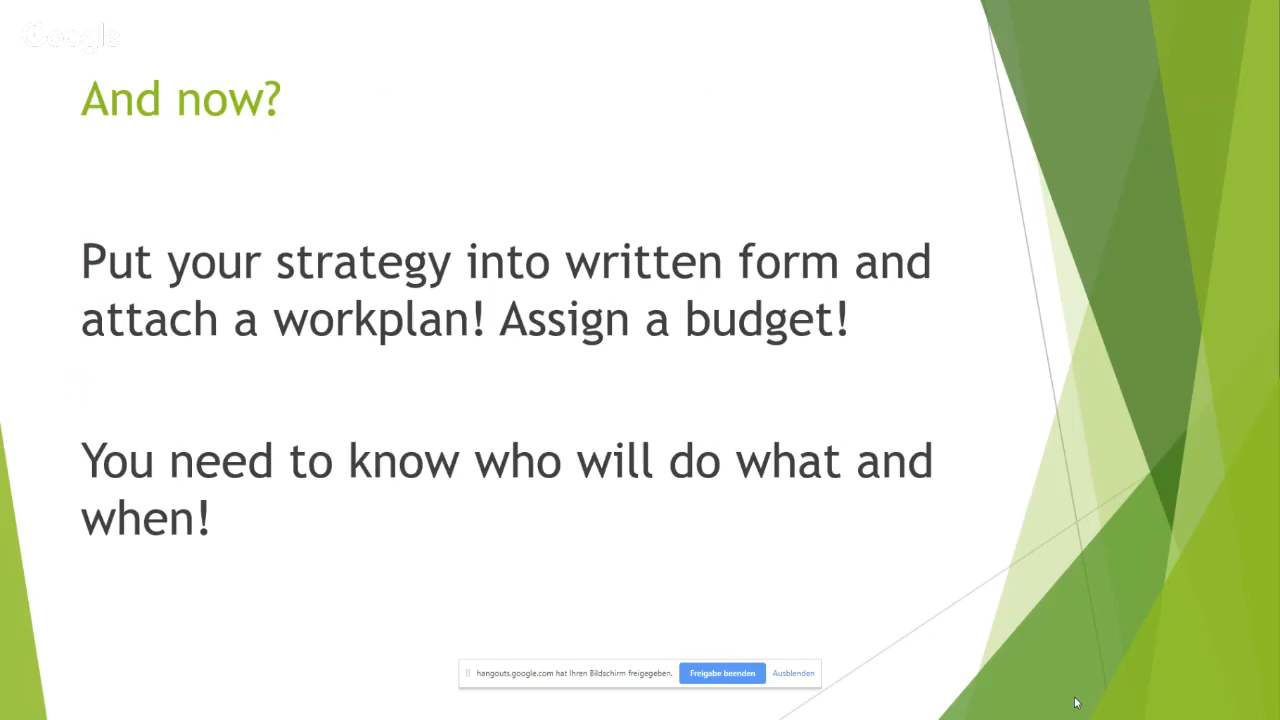 Google
And now?
Put your strategy into written form and
attach a workplan! Assign a budget!
You need to know who will do what and
when!
hangouts.google.com hat Ihren Bildschirm freigegeben. Freigabe beenden Ausblenden